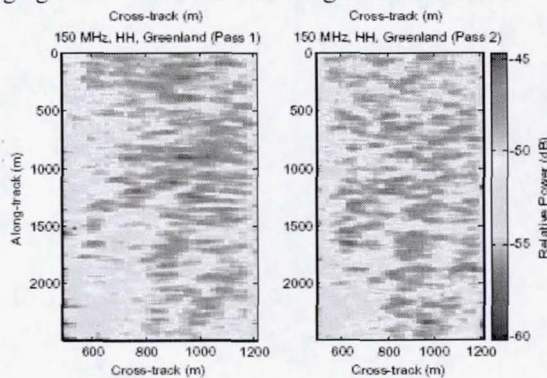 Cross-track (m) Cross-track (m)
150 MHz, HH, Greenland (Pass 1) 150 MHz, HH, Greenland (Pass 2)
0
500
1000
1500
2000
Along-track (m)
0
500
1000
1500
2000
-45
-50
-55
-60
Relative Power (dB)
600 800 1000 1200 600 800 1000 1200
Cross-track (m) Cross-track (m)